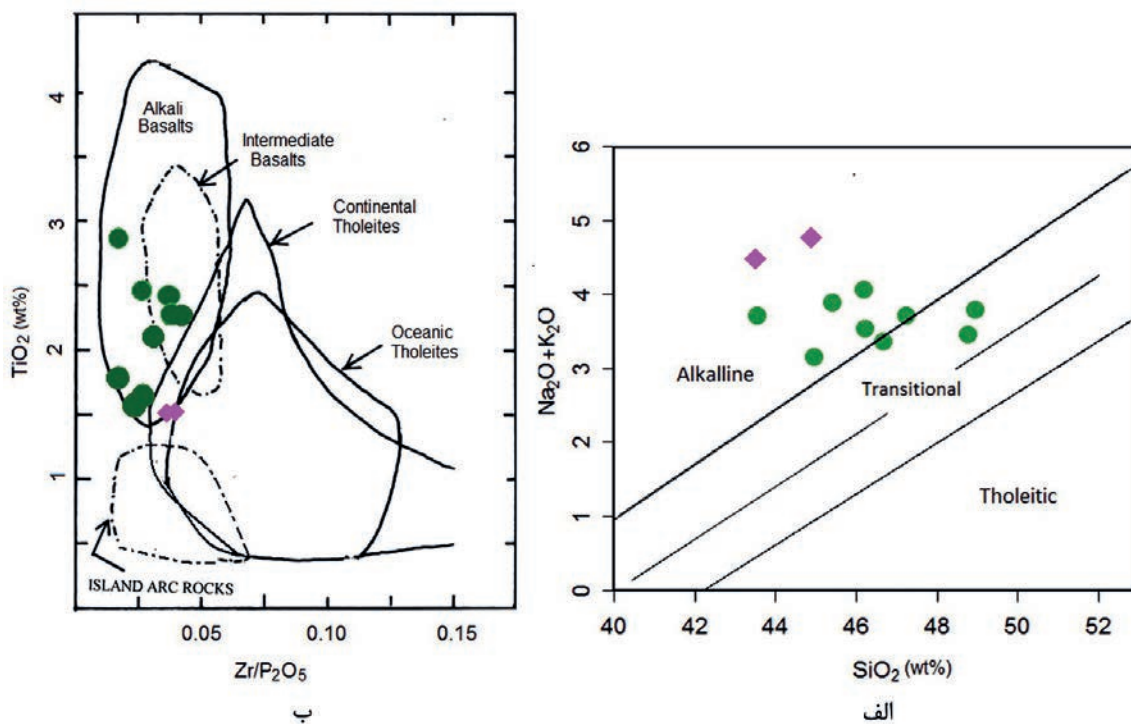 4
3
2
1
TiO₂ (wt%)
Alkali
Basalts
Intermediate
Basalts
Continental
Tholeites
Oceanic
Tholeites
ISLAND ARC ROCKS
0.05
0.10
0.15
Zr/P₂O₅
ب
6
5
4
3
2
1
0
Na₂O+K₂O
Alkalline
Transitional
Tholeitic
40
42
44
46
48
50
52
SiO₂ (wt%)
الف